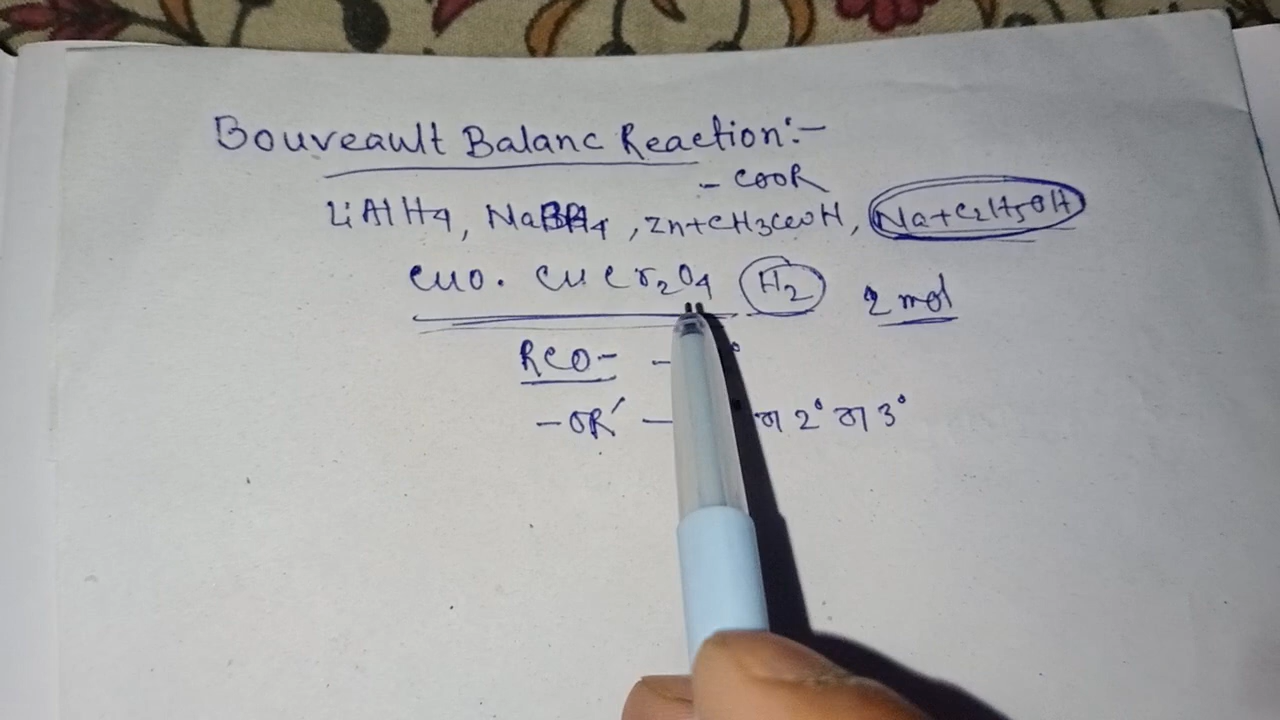 Bouveault Balanc Reaction:-
- COOR
LiAlH4, NaBH4, Zn+CH3COOH, Na+C2H5OH
CuO. CuCr2O4 H2 2 mol
RCO- -
-OR' - বা 2° বা 3°